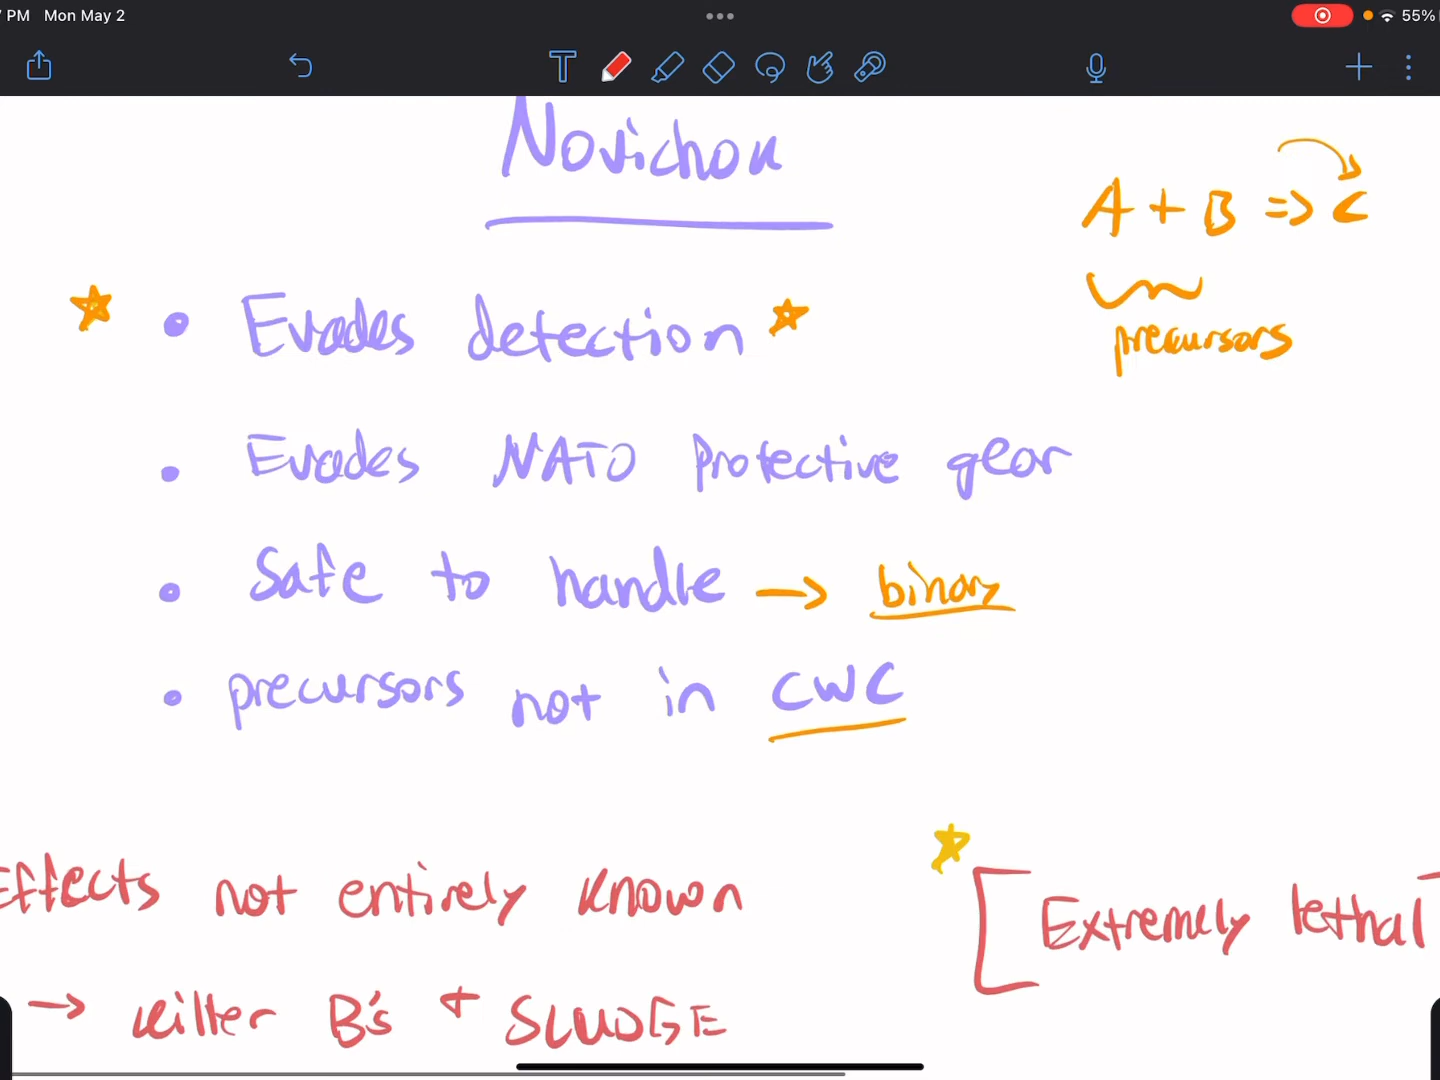 PM Mon May 2
55%
Novichok
A + B => C
precursors
Evades detection
Evades NATO Protective gear
Safe to handle → binary
precursors not in CWC
Effects not entirely known
[Extremely lethal
→ Killer B's + SLUDGE